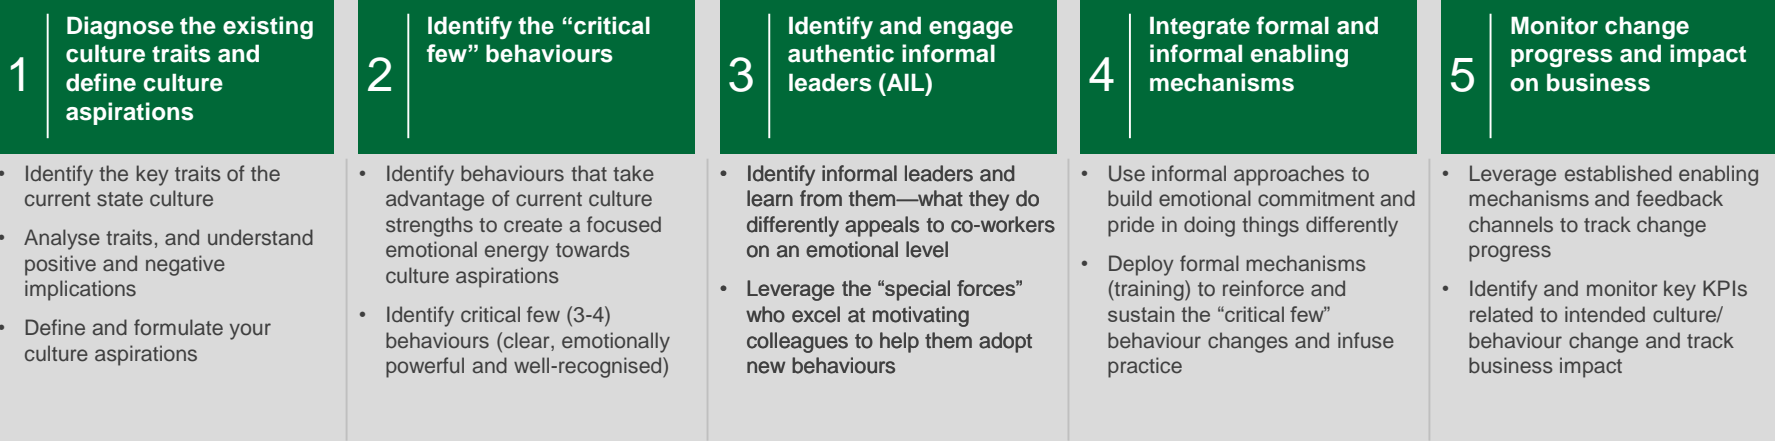 1
Diagnose the existing
culture traits and
define culture
aspirations
• Identify the key traits of the
current state culture
• Analyse traits, and understand
positive and negative
implications
• Define and formulate your
culture aspirations
2
Identify the “critical
few” behaviours
• Identify behaviours that take
advantage of current culture
strengths to create a focused
emotional energy towards
culture aspirations
• Identify critical few (3-4)
behaviours (clear, emotionally
powerful and well-recognised)
3
Identify and engage
authentic informal
leaders (AIL)
• Identify informal leaders and
learn from them—what they do
differently appeals to co-workers
on an emotional level
• Leverage the “special forces”
who excel at motivating
colleagues to help them adopt
new behaviours
4
Integrate formal and
informal enabling
mechanisms
• Use informal approaches to
build emotional commitment and
pride in doing things differently
• Deploy formal mechanisms
(training) to reinforce and
sustain the “critical few”
behaviour changes and infuse
practice
5
Monitor change
progress and impact
on business
• Leverage established enabling
mechanisms and feedback
channels to track change
progress
• Identify and monitor key KPIs
related to intended culture/
behaviour change and track
business impact